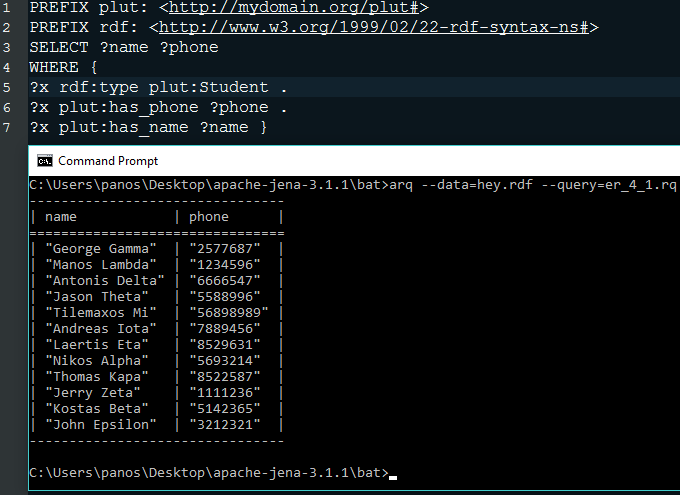 1 PREFIX plut: <http://mydomain.org/plut#>
2 PREFIX rdf: <http://www.w3.org/1999/02/22-rdf-syntax-ns#>
3 SELECT ?name ?phone
4 WHERE {
5 ?x rdf:type plut:Student .
6 ?x plut:has_phone ?phone .
7 ?x plut:has_name ?name }
C:\. Command Prompt
C:\Users\panos\Desktop\apache-jena-3.1.1\bat>arq --data=hey.rdf --query=er_4_1.rq
--------------------------------
| name            | phone      |
================================
| "George Gamma"  | "2577687"  |
| "Manos Lambda"  | "1234596"  |
| "Antonis Delta" | "6666547"  |
| "Jason Theta"   | "5588996"  |
| "Tilemaxos Mi"  | "56898989" |
| "Andreas Iota"  | "7889456"  |
| "Laertis Eta"   | "8529631"  |
| "Nikos Alpha"   | "5693214"  |
| "Thomas Kapa"   | "8522587"  |
| "Jerry Zeta"    | "1111236"  |
| "Kostas Beta"   | "5142365"  |
| "John Epsilon"  | "3212321"  |
--------------------------------
C:\Users\panos\Desktop\apache-jena-3.1.1\bat>